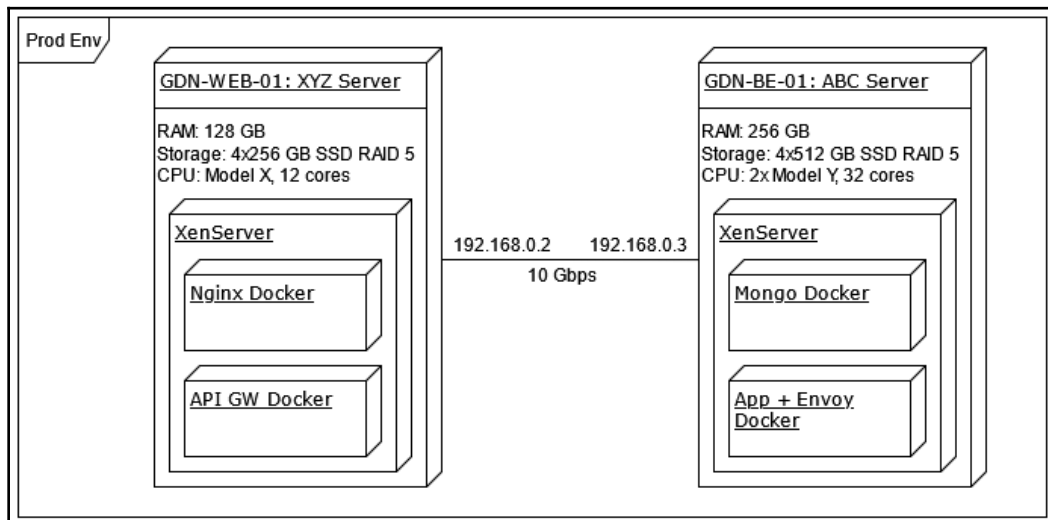 Prod Env
GDN-WEB-01: XYZ Server
RAM: 128 GB
Storage: 4x256 GB SSD RAID 5
CPU: Model X, 12 cores
XenServer
Nginx Docker
API GW Docker
192.168.0.2
192.168.0.3
10 Gbps
GDN-BE-01: ABC Server
RAM: 256 GB
Storage: 4x512 GB SSD RAID 5
CPU: 2x Model Y, 32 cores
XenServer
Mongo Docker
App + Envoy
Docker